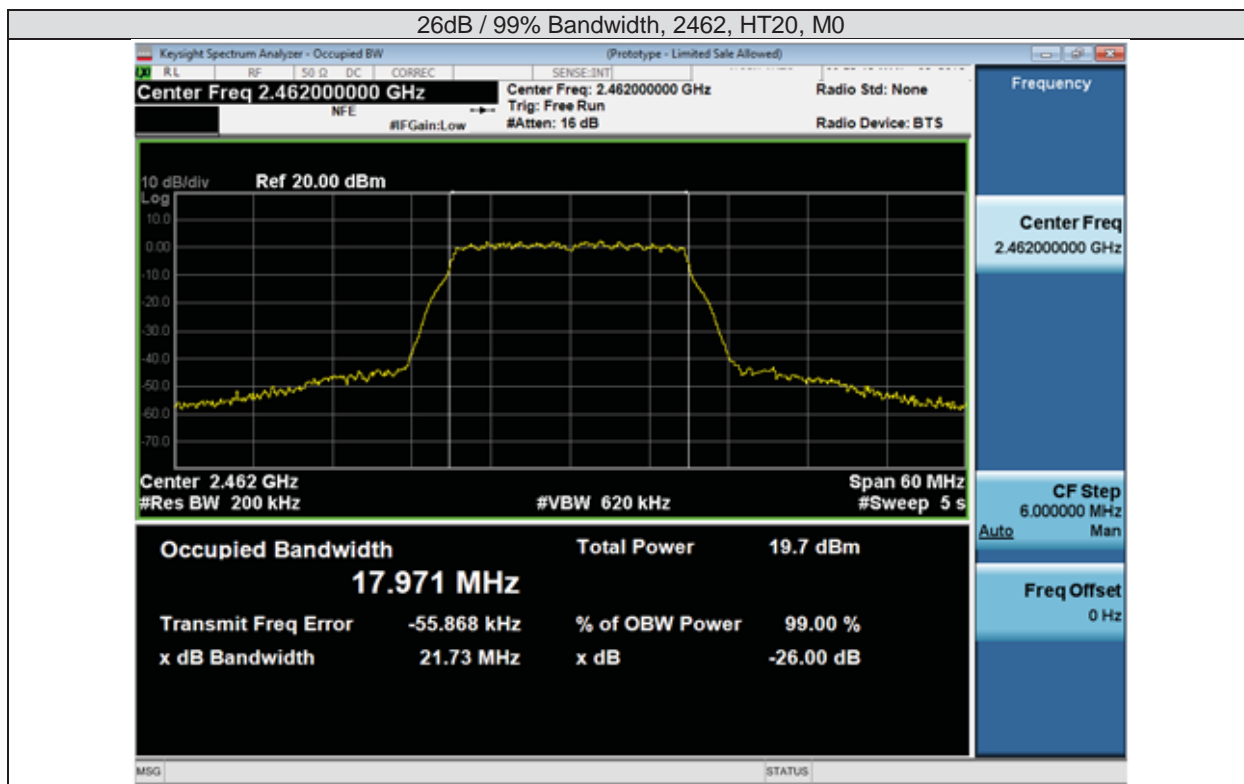 26dB / 99% Bandwidth, 2462, HT20, M0
Keysight Spectrum Analyzer - Occupied BW (Prototype - Limited Sale Allowed)
RL RF 50 Ω DC CORREC SENSE:INT
Center Freq 2.462000000 GHz
NFE
#IFGain:Low
Center Freq: 2.462000000 GHz
Trig: Free Run
#Atten: 16 dB
Radio Std: None
Radio Device: BTS
10 dB/div Ref 20.00 dBm
Log
10.0
0.00
-10.0
-20.0
-30.0
-40.0
-50.0
-60.0
-70.0
Center 2.462 GHz Span 60 MHz
#Res BW 200 kHz #VBW 620 kHz #Sweep 5 s
Occupied Bandwidth Total Power 19.7 dBm
17.971 MHz
Transmit Freq Error -55.868 kHz % of OBW Power 99.00 %
x dB Bandwidth 21.73 MHz x dB -26.00 dB
Frequency
Center Freq
2.462000000 GHz
CF Step
6.000000 MHz
Auto Man
Freq Offset
0 Hz
MSG STATUS